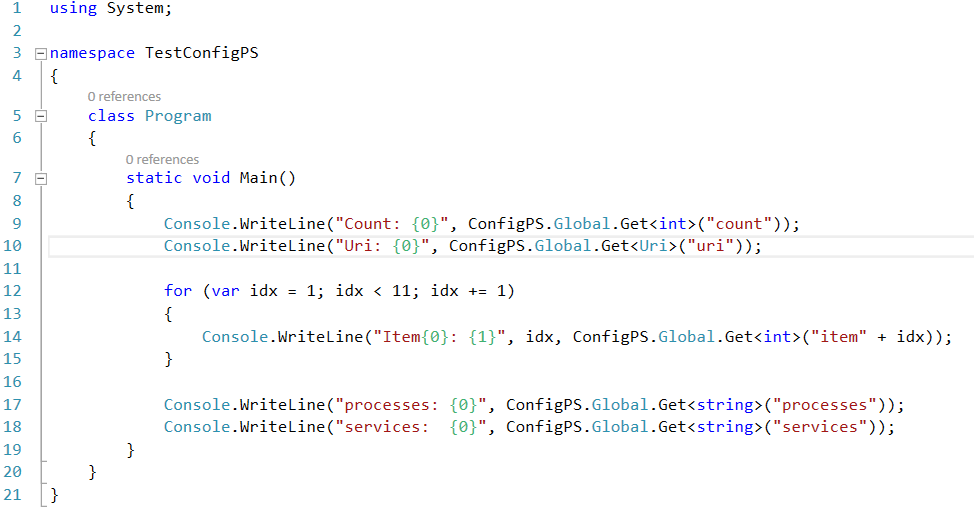 1 using System;
2
3 namespace TestConfigPS
4 {
0 references
5 class Program
6 {
0 references
7 static void Main()
8 {
9 Console.WriteLine("Count: {0}", ConfigPS.Global.Get<int>("count"));
10 Console.WriteLine("Uri: {0}", ConfigPS.Global.Get<Uri>("uri"));
11
12 for (var idx = 1; idx < 11; idx += 1)
13 {
14 Console.WriteLine("Item{0}: {1}", idx, ConfigPS.Global.Get<int>("item" + idx));
15 }
16
17 Console.WriteLine("processes: {0}", ConfigPS.Global.Get<string>("processes"));
18 Console.WriteLine("services:  {0}", ConfigPS.Global.Get<string>("services"));
19 }
20 }
21 }